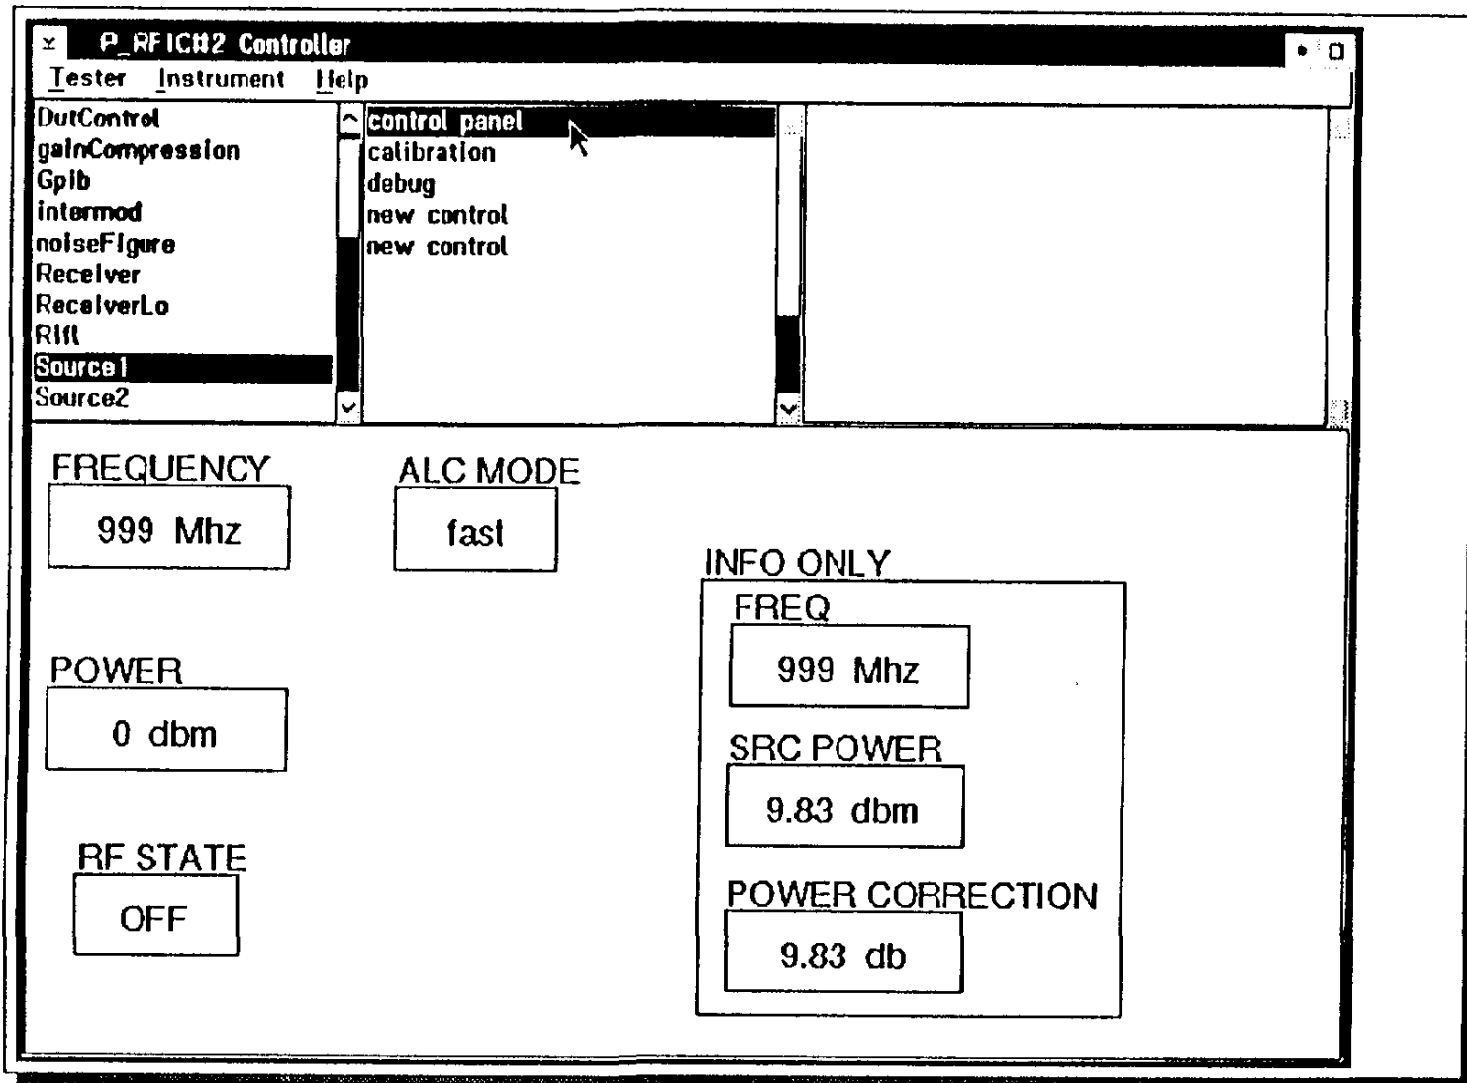 P_RFIC#2 Controller
Tester Instrument Help
DutControl
gainCompression
Gpib
intermod
noiseFigure
Receiver
ReceiverLo
Rifl
Source1
Source2
control panel
calibration
debug
new control
new control
FREQUENCY
999 Mhz
ALC MODE
fast
POWER
0 dbm
RF STATE
OFF
INFO ONLY
FREQ
999 Mhz
SRC POWER
9.83 dbm
POWER CORRECTION
9.83 db